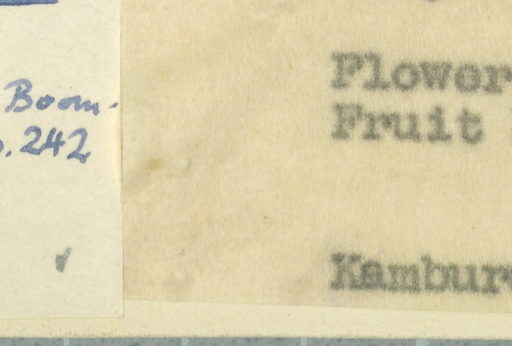 Boom-
.242
Flower
Fruit
Kambur